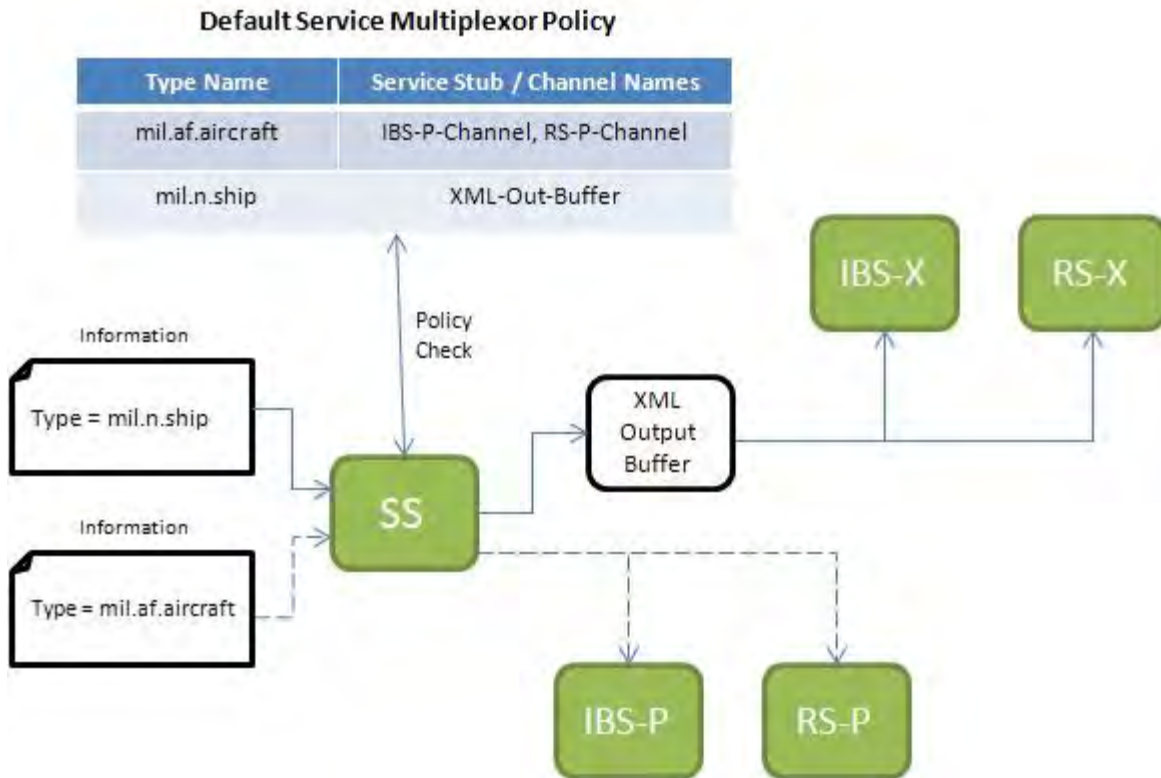 Default Service Multiplexor Policy
Type Name
Service Stub / Channel Names
mil.af.aircraft
IBS-P-Channel, RS-P-Channel
mil.n.ship
XML-Out-Buffer
IBS-X
RS-X
Policy
Check
Information
Type = mil.n.ship
XML
Output
Buffer
SS
Information
Type = mil.af.aircraft
IBS-P
RS-P